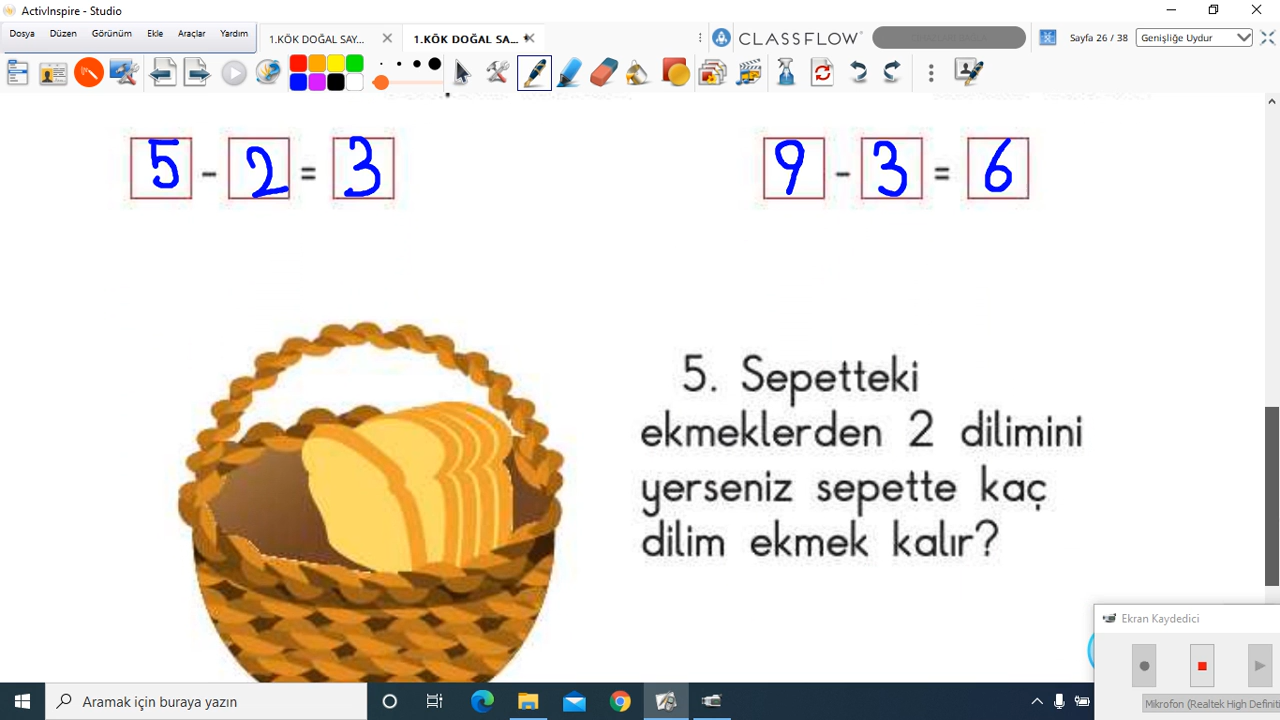 ActivInspire - Studio
Dosya Düzen Görünüm Ekle Araçlar Yardım
1.KÖK DOĞAL SAY...
1.KÖK DOĞAL SA...
CLASSFLOW
Sayfa 26 / 38
Genişliğe Uydur
5 - 2 = 3
9 - 3 = 6
5. Sepetteki
ekmeklerden 2 dilimini
yerseniz sepette kaç
dilim ekmek kalır?
Ekran Kaydedici
Mikrofon (Realtek High Definit
Aramak için buraya yazın